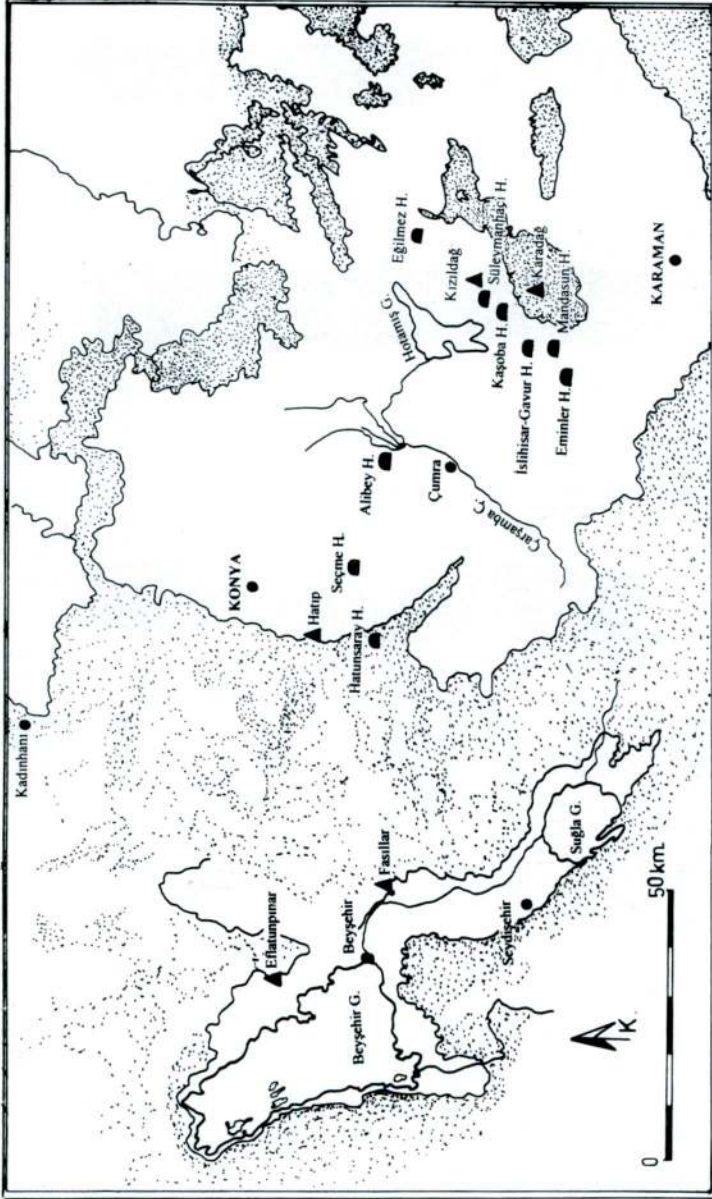 Kadınhanı
KONYA
Hatıp
Seçme H.
Hatunsaray H.
Alibey H.
Çumra
Çarşamba Ç.
Hotamış G.
Eğilmez H.
Kızıldağ
Süleymanhacı H.
Kaşoba H.
Karadağ
İslihisar-Gavur H.
Mandasun H.
Eminler H.
KARAMAN
Eflatunpınar
Fasıllar
Beyşehir
Beyşehir G.
Seydişehir
Suğla G.
K.
0
50 km.